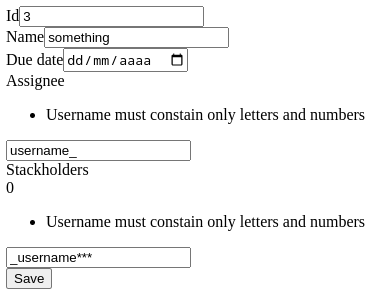 Id 3
Name something
Due date dd/mm/aaaa
Assignee
• Username must constain only letters and numbers
username_
Stackholders
0
• Username must constain only letters and numbers
_username***
Save